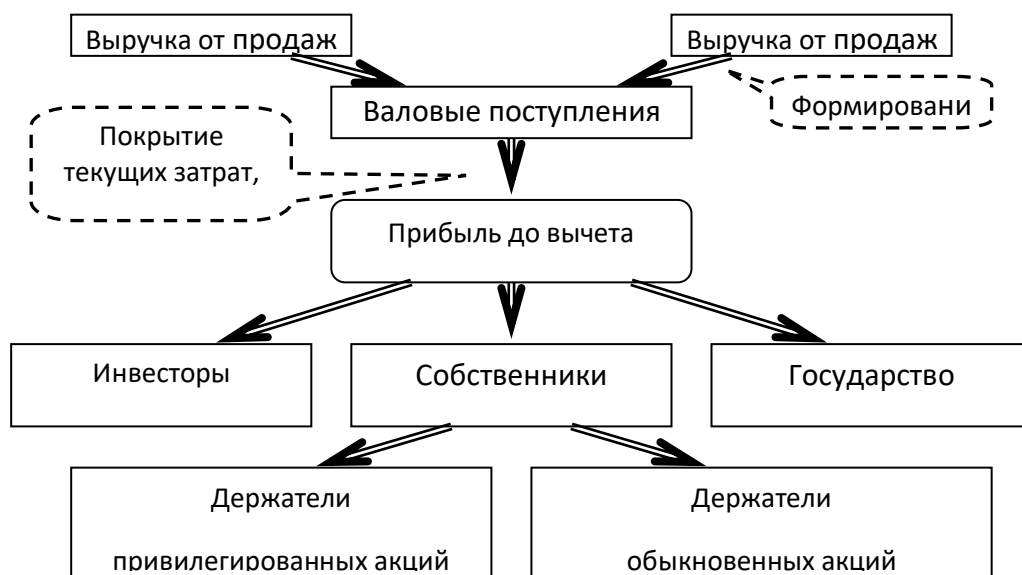 Выручка от продаж
Выручка от продаж
Валовые поступления
Формировани
Покрытие
текущих затрат,
Прибыль до вычета
Инвесторы
Собственники
Государство
Держатели
привилегированных акций
Держатели
обыкновенных акций